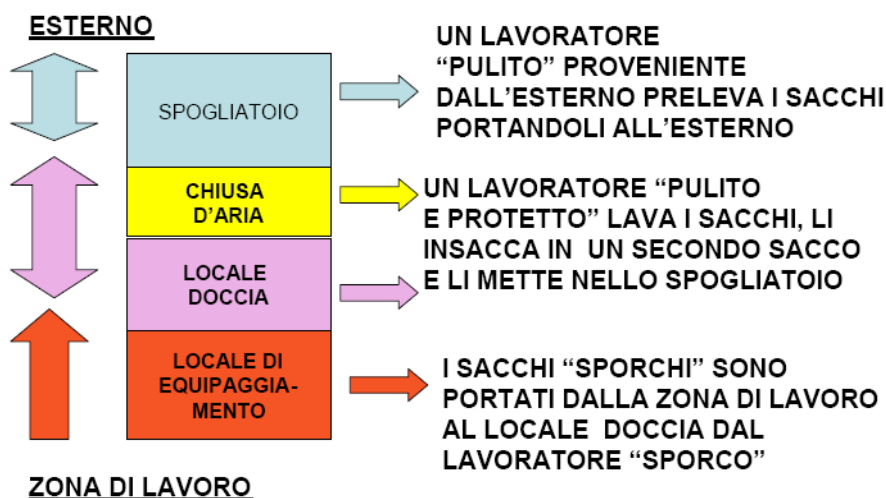 ESTERNO
SPOGLIATOIO
UN LAVORATORE
“PULITO” PROVENIENTE
DALL’ESTERNO PRELEVA I SACCHI
PORTANDOLI ALL’ESTERNO
CHIUSA
D’ARIA
UN LAVORATORE “PULITO
E PROTETTO” LAVA I SACCHI, LI
INSACCA IN UN SECONDO SACCO
E LI METTE NELLO SPOGLIATOIO
LOCALE
DOCCIA
LOCALE DI
EQUIPAGGIA-
MENTO
I SACCHI “SPORCHI” SONO
PORTATI DALLA ZONA DI LAVORO
AL LOCALE DOCCIA DAL
LAVORATORE “SPORCO”
ZONA DI LAVORO